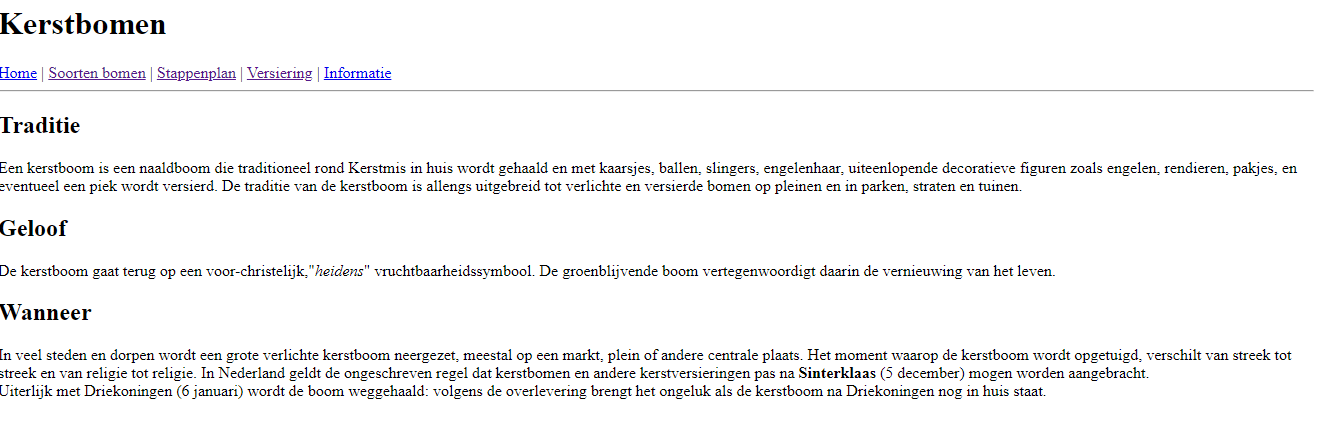 Kerstbomen
Home | Soorten bomen | Stappenplan | Versiering | Informatie
Traditie
Een kerstboom is een naaldboom die traditioneel rond Kerstmis in huis wordt gehaald en met kaarsjes, ballen, slingers, engelenhaar, uiteenlopende decoratieve figuren zoals engelen, rendieren, pakjes, en
eventueel een piek wordt versierd. De traditie van de kerstboom is allengs uitgebreid tot verlichte en versierde bomen op pleinen en in parken, straten en tuinen.
Geloof
De kerstboom gaat terug op een voor-christelijk,"heidens" vruchtbaarheidssymbool. De groenblijvende boom vertegenwoordigt daarin de vernieuwing van het leven.
Wanneer
In veel steden en dorpen wordt een grote verlichte kerstboom neergezet, meestal op een markt, plein of andere centrale plaats. Het moment waarop de kerstboom wordt opgetuigd, verschilt van streek tot
streek en van religie tot religie. In Nederland geldt de ongeschreven regel dat kerstbomen en andere kerstversieringen pas na Sinterklaas (5 december) mogen worden aangebracht.
Uiterlijk met Driekoningen (6 januari) wordt de boom weggehaald: volgens de overlevering brengt het ongeluk als de kerstboom na Driekoningen nog in huis staat.